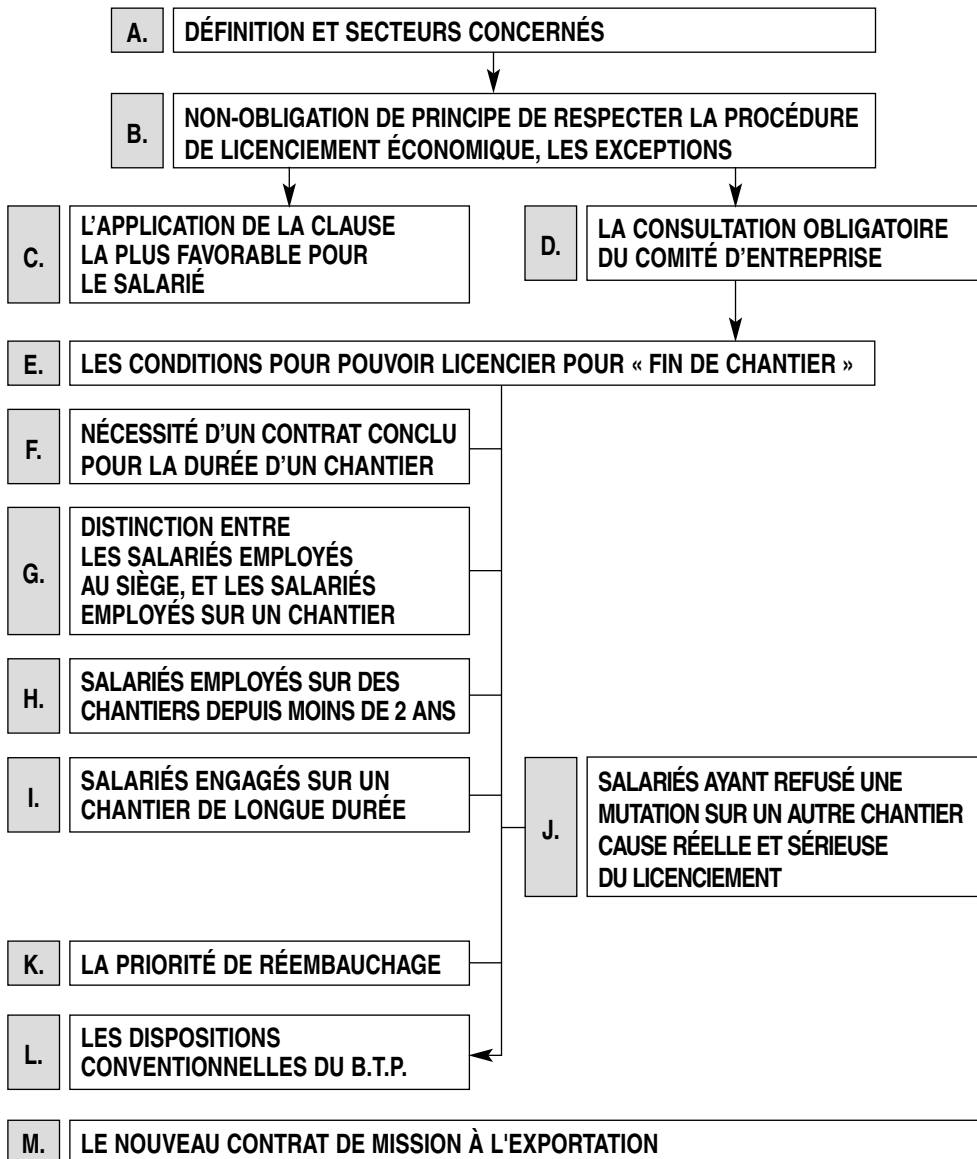 A. DÉFINITION ET SECTEURS CONCERNÉS
B. NON-OBLIGATION DE PRINCIPE DE RESPECTER LA PROCÉDURE
DE LICENCIEMENT ÉCONOMIQUE, LES EXCEPTIONS
C. L'APPLICATION DE LA CLAUSE
LA PLUS FAVORABLE POUR
LE SALARIÉ
D. LA CONSULTATION OBLIGATOIRE
DU COMITÉ D'ENTREPRISE
E. LES CONDITIONS POUR POUVOIR LICENCIER POUR « FIN DE CHANTIER »
F. NÉCESSITÉ D'UN CONTRAT CONCLU
POUR LA DURÉE D'UN CHANTIER
G. DISTINCTION ENTRE
LES SALARIÉS EMPLOYÉS
AU SIÈGE, ET LES SALARIÉS
EMPLOYÉS SUR UN CHANTIER
H. SALARIÉS EMPLOYÉS SUR DES
CHANTIERS DEPUIS MOINS DE 2 ANS
I. SALARIÉS ENGAGÉS SUR UN
CHANTIER DE LONGUE DURÉE
J. SALARIÉS AYANT REFUSÉ UNE
MUTATION SUR UN AUTRE CHANTIER
CAUSE RÉELLE ET SÉRIEUSE
DU LICENCIEMENT
K. LA PRIORITÉ DE RÉEMBAUCHAGE
L. LES DISPOSITIONS
CONVENTIONNELLES DU B.T.P.
M. LE NOUVEAU CONTRAT DE MISSION À L'EXPORTATION